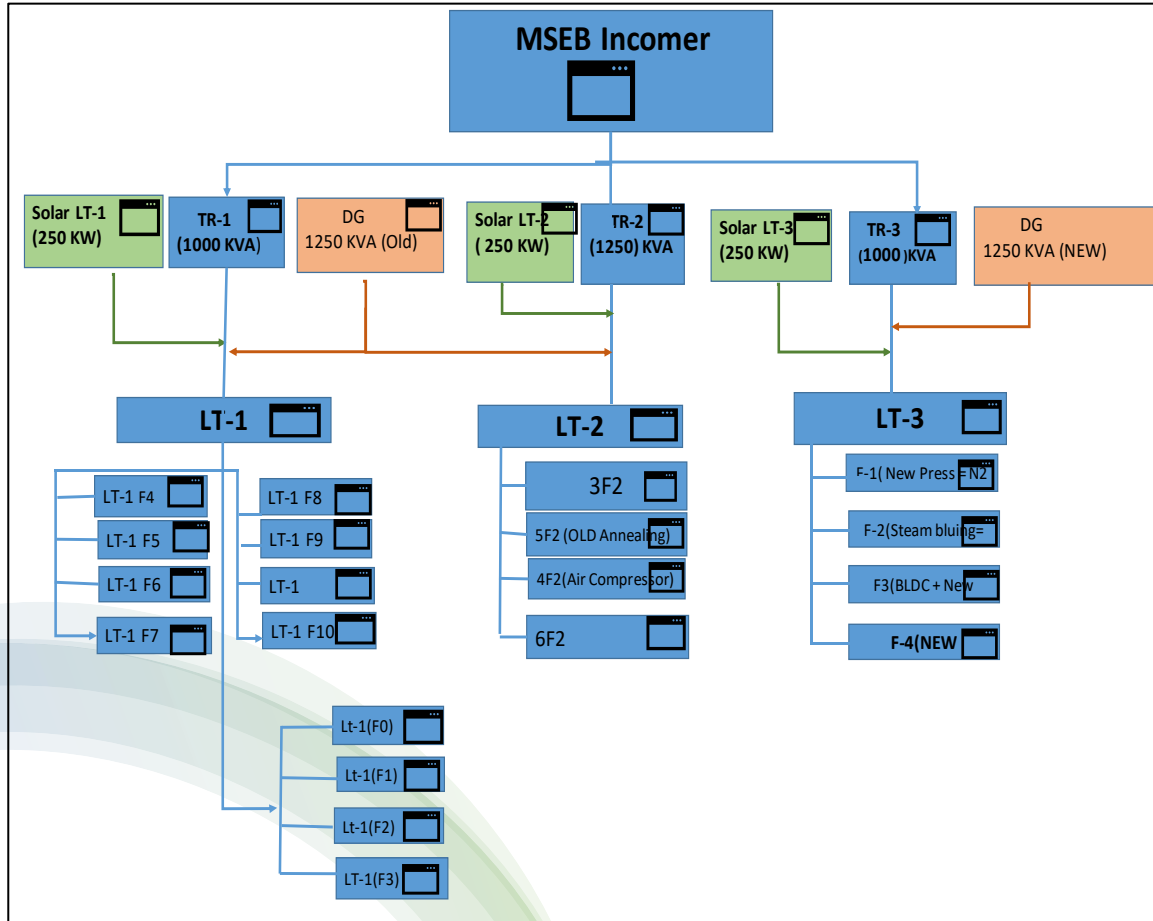 MSEB Incomer
Solar LT-1
(250 KW)
TR-1
(1000 KVA)
DG
1250 KVA (Old)
Solar LT-2
( 250 KW)
TR-2
(1250) KVA
Solar LT-3
(250 KW)
TR-3
(1000 )KVA
DG
1250 KVA (NEW)
LT-1
LT-2
LT-3
LT-1 F4
LT-1 F5
LT-1 F6
LT-1 F7
LT-1 F8
LT-1 F9
LT-1
LT-1 F10
3F2
5F2 (OLD Annealing)
4F2(Air Compressor)
6F2
F-1( New Press = N2
F-2(Steam bluing=
F3(BLDC + New
F-4(NEW
Lt-1(F0)
Lt-1(F1)
Lt-1(F2)
LT-1(F3)